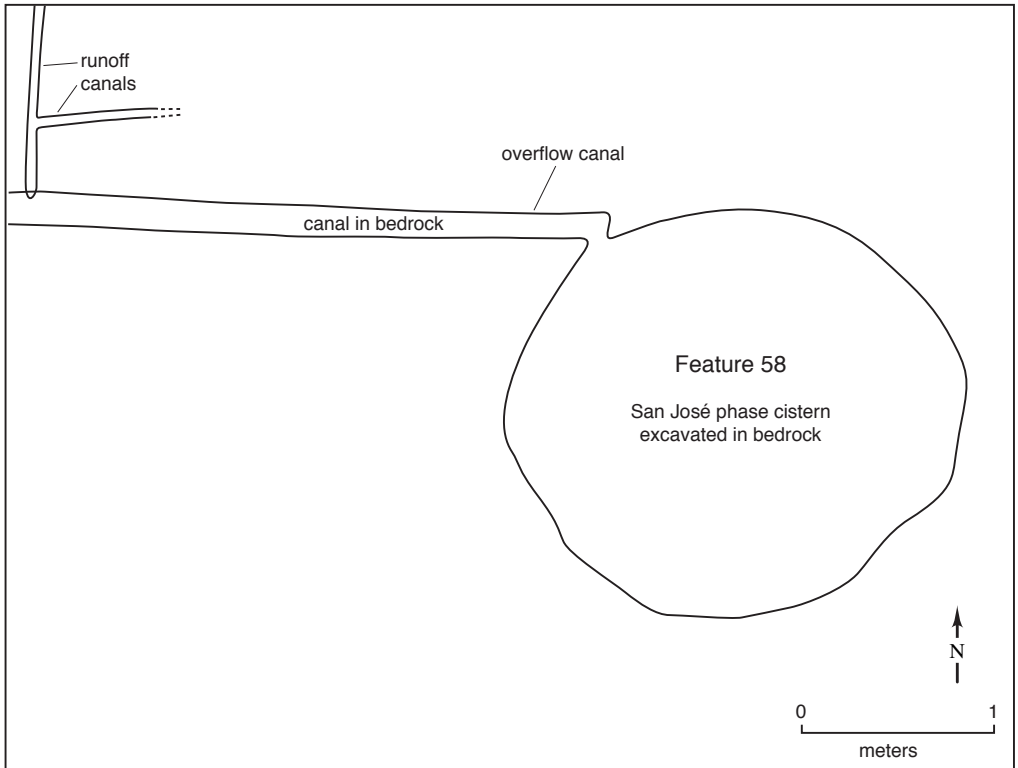 runoff
canals
overflow canal
canal in bedrock
Feature 58
San José phase cistern
excavated in bedrock
N
0 1
meters